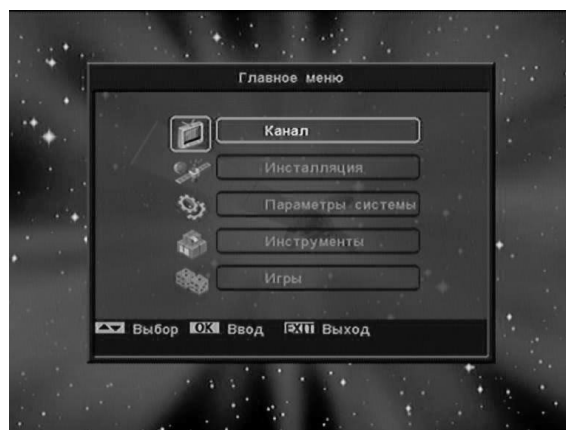 Главное меню
Канал
Инсталляция
Параметры системы
Инструменты
Игры
Выбор OK Ввод EXIT Выход